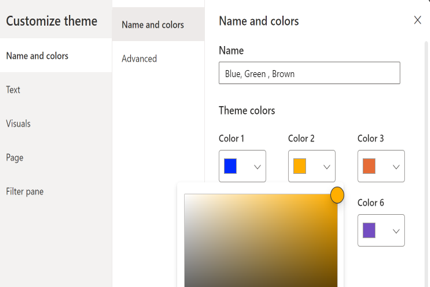 Customize theme
Name and colors
Text
Visuals
Page
Filter pane
Name and colors
Advanced
Name and colors
Name
Blue, Green , Brown
Theme colors
Color 1
Color 2
Color 3
Color 6